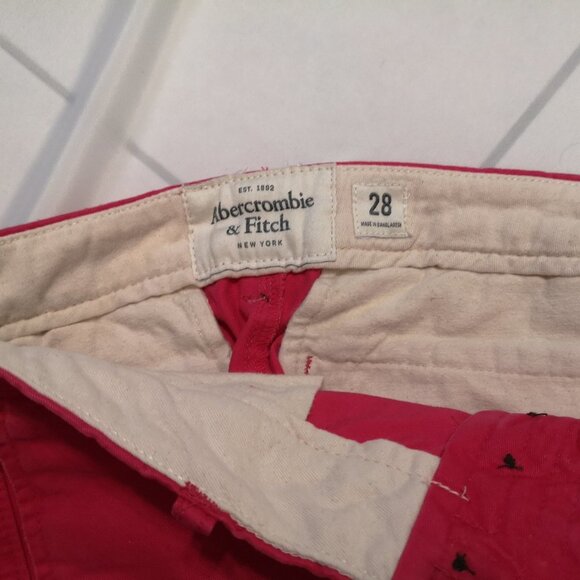 EST. 1892
Abercrombie
& Fitch
NEW YORK
28
MADE IN BANGLADESH